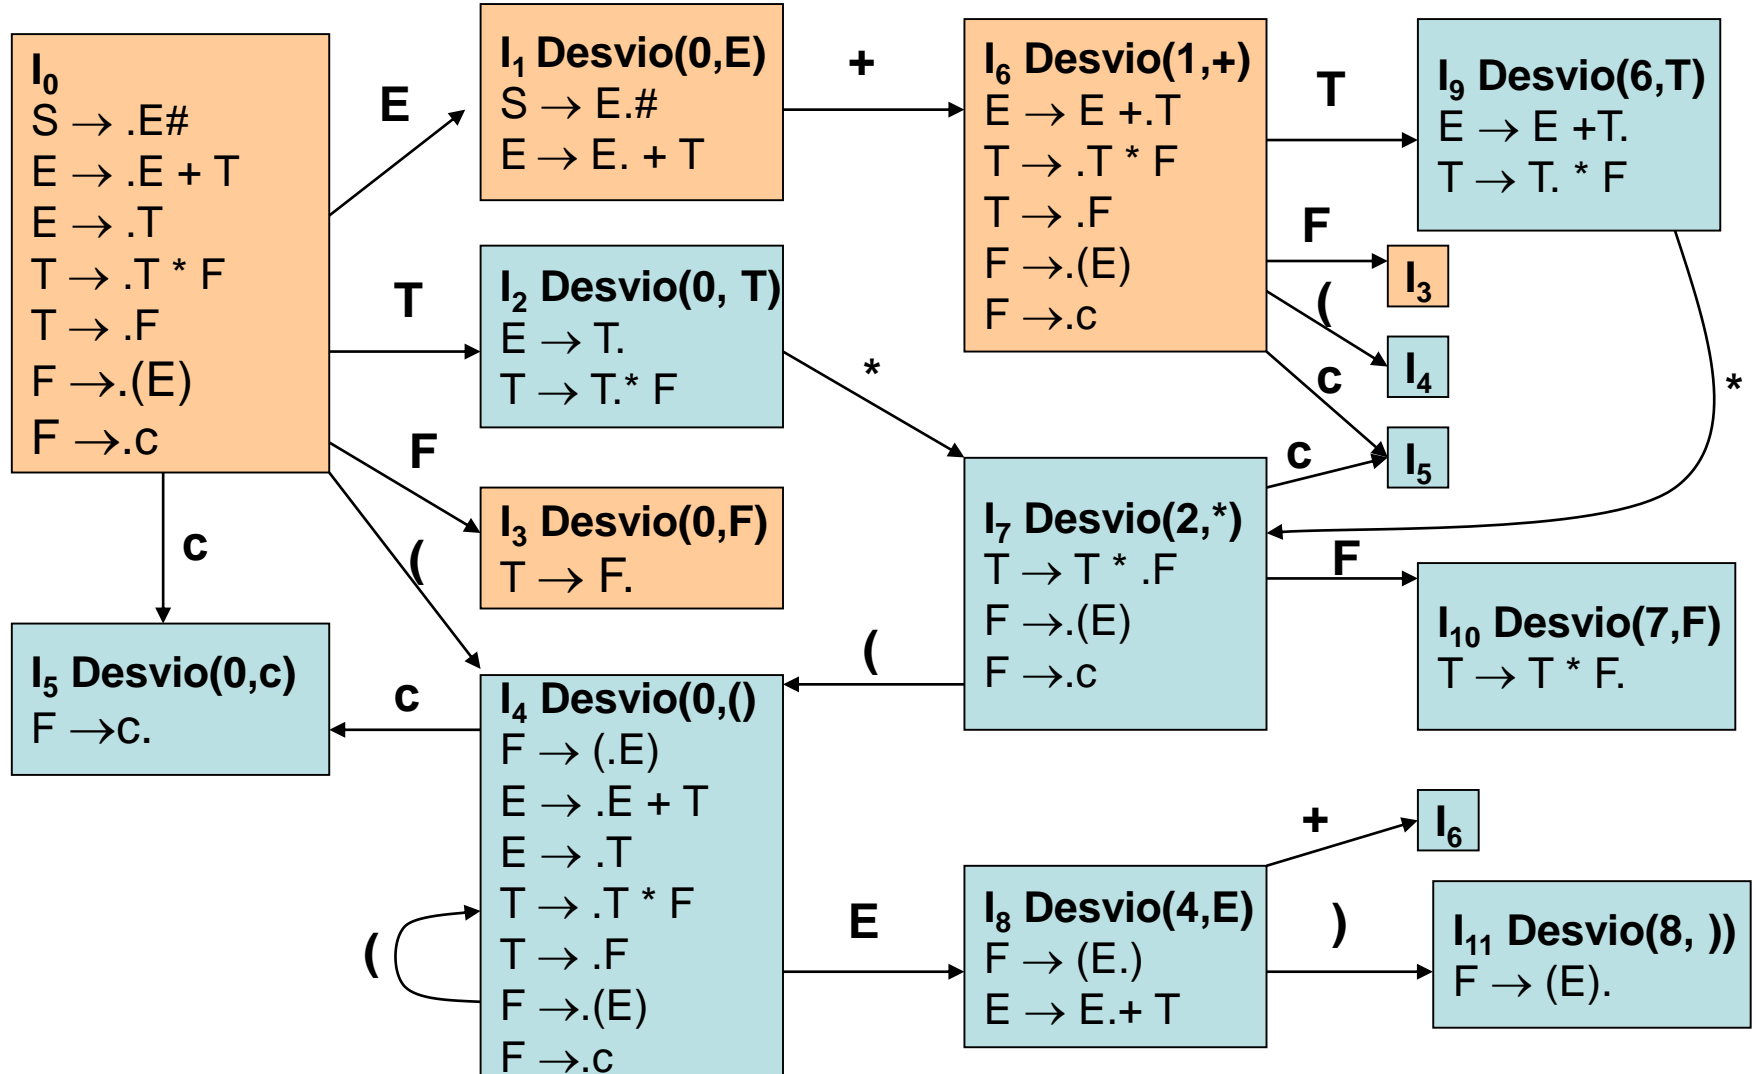 I0
S → .E#
E → .E + T
E → .T
T → .T * F
T → .F
F →.(E)
F →.c
E
I1 Desvio(0,E)
S → E.#
E → E. + T
+
I6 Desvio(1,+)
E → E +.T
T → .T * F
T → .F
F →.(E)
F →.c
T
I9 Desvio(6,T)
E → E +T.
T → T. * F
F
I3
(
I4
c
I5
*
T
I2 Desvio(0, T)
E → T.
T → T.* F
*
F
I3 Desvio(0,F)
T → F.
(
c
I5 Desvio(0,c)
F →c.
c
I7 Desvio(2,*)
T → T * .F
F →.(E)
F →.c
c
F
I10 Desvio(7,F)
T → T * F.
(
I4 Desvio(0,()
F → (.E)
E → .E + T
E → .T
T → .T * F
T → .F
F →.(E)
F →.c
(
E
I8 Desvio(4,E)
F → (E.)
E → E.+ T
+
I6
)
I11 Desvio(8, ))
F → (E).